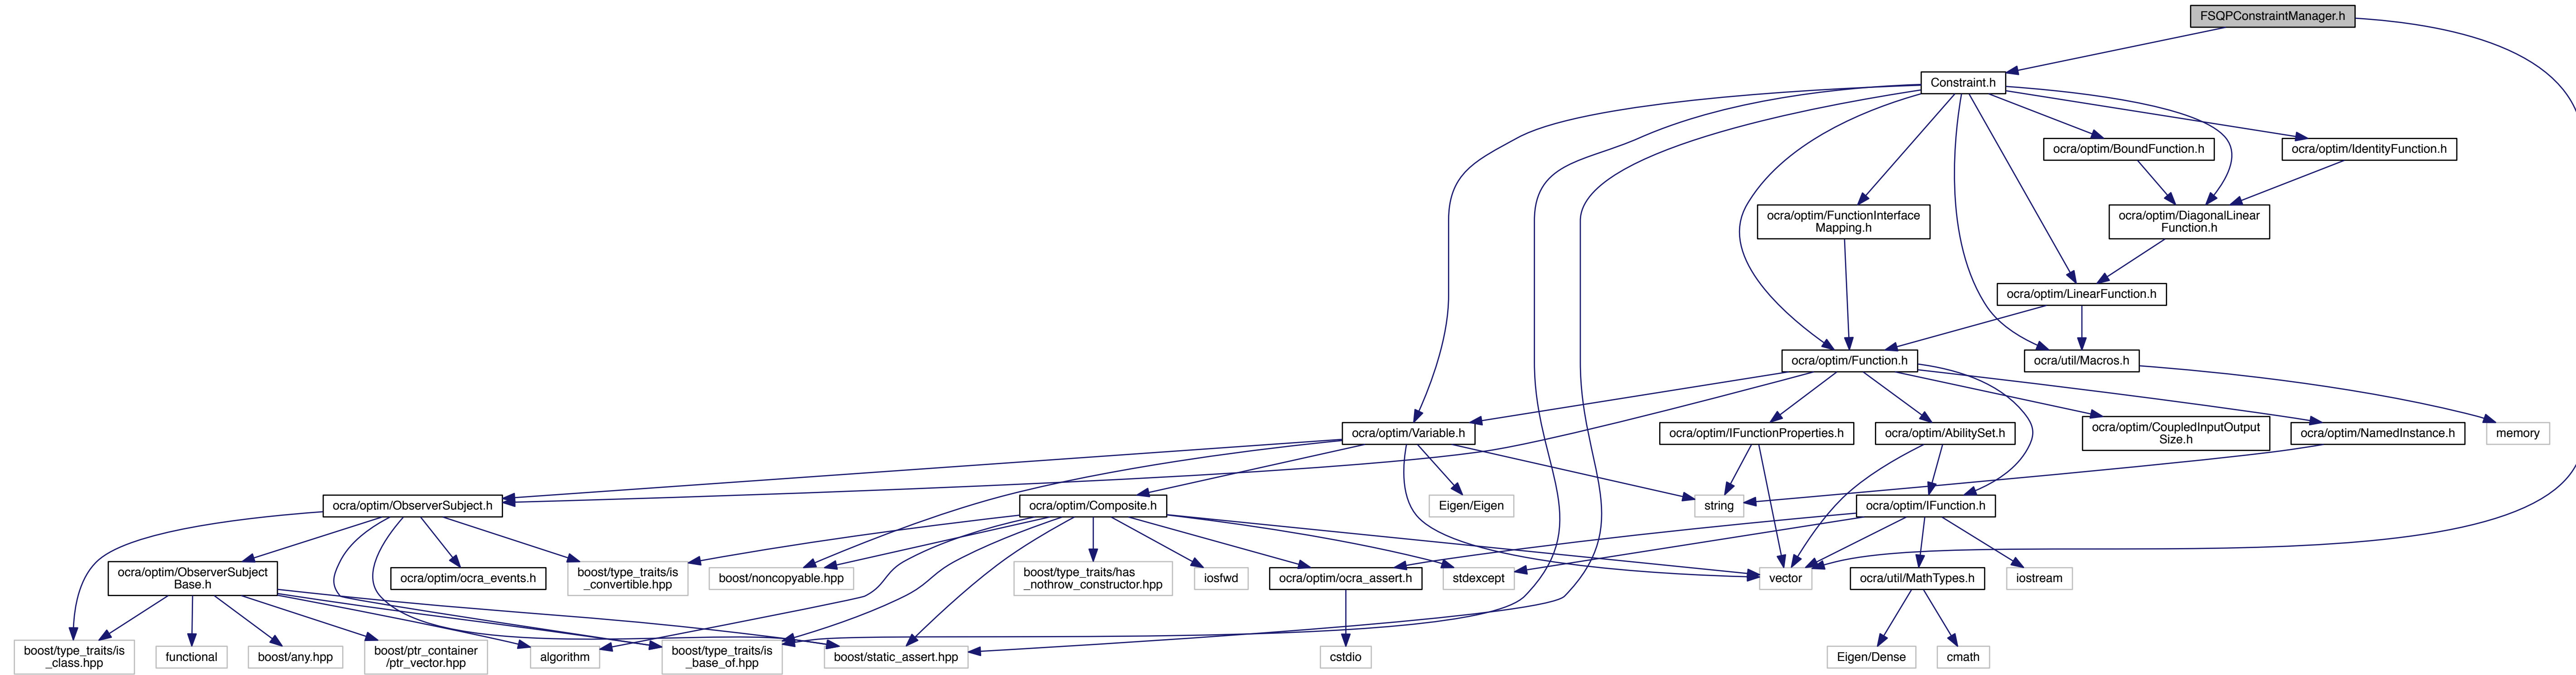 FSQPConstraintManager.h
Constraint.h
ocra/optim/BoundFunction.h
ocra/optim/IdentityFunction.h
ocra/optim/FunctionInterface
Mapping.h
ocra/optim/DiagonalLinear
Function.h
ocra/optim/LinearFunction.h
ocra/optim/Function.h
ocra/util/Macros.h
ocra/optim/Variable.h
ocra/optim/IFunctionProperties.h
ocra/optim/AbilitySet.h
ocra/optim/CoupledInputOutput
Size.h
ocra/optim/NamedInstance.h
memory
ocra/optim/ObserverSubject.h
ocra/optim/Composite.h
Eigen/Eigen
string
ocra/optim/IFunction.h
ocra/optim/ObserverSubject
Base.h
ocra/optim/ocra_events.h
boost/type_traits/is
_convertible.hpp
boost/noncopyable.hpp
boost/type_traits/has
_nothrow_constructor.hpp
iosfwd
ocra/optim/ocra_assert.h
stdexcept
vector
ocra/util/MathTypes.h
iostream
boost/type_traits/is
_class.hpp
functional
boost/any.hpp
boost/ptr_container
/ptr_vector.hpp
algorithm
boost/type_traits/is
_base_of.hpp
boost/static_assert.hpp
cstdio
Eigen/Dense
cmath